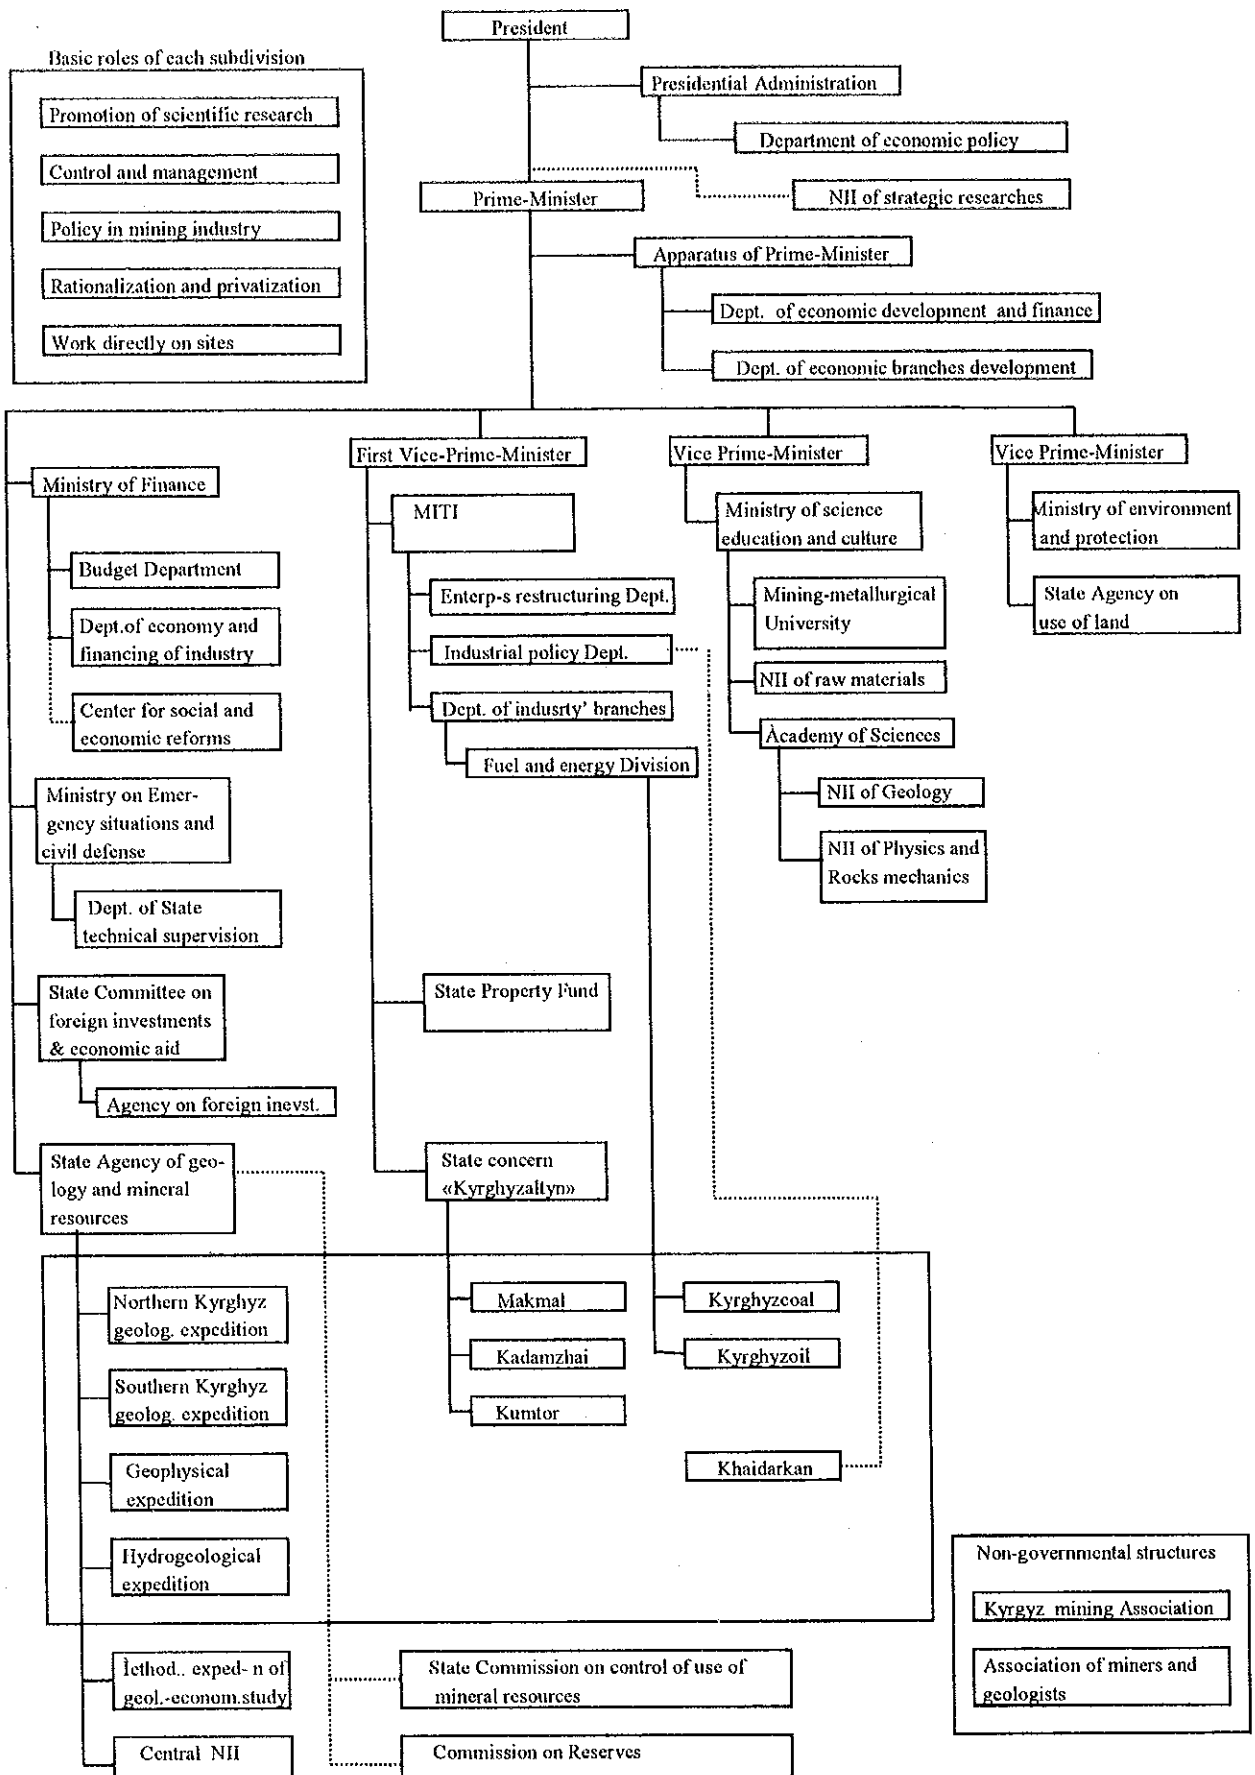 President
Basic roles of each subdivision
Promotion of scientific research
Control and management
Policy in mining industry
Rationalization and privatization
Work directly on sites
Presidential Administration
Department of economic policy
NII of strategic researches
Prime-Minister
Apparatus of Prime-Minister
Dept. of economic development and finance
Dept. of economic branches development
Ministry of Finance
Budget Department
Dept.of economy and
financing of industry
Center for social and
economic reforms
Ministry on Emer-
gency situations and
civil defense
Dept. of State
technical supervision
State Committee on
foreign investments
& economic aid
Agency on foreign inevst.
State Agency of geo-
logy and mineral
resources
Northern Kyrghyz
geolog. expedition
Southern Kyrghyz
geolog. expedition
Geophysical
expedition
Hydrogeological
expedition
Ìethod.. exped-n of
geol.-econom.study
Central NII
First Vice-Prime-Minister
MITI
Enterp-s restructuring Dept.
Industrial policy Dept.
Dept. of indusrty' branches
Fuel and energy Division
State Property Fund
State concern
«Kyrghyzaltyn»
Makmal
Kadamzhai
Kumtor
Kyrghyzcoal
Kyrghyzoil
Khaidarkan
State Commission on control of use of
mineral resources
Commission on Reserves
Vice Prime-Minister
Ministry of science
education and culture
Mining-metallurgical
University
NII of raw materials
Àcademy of Sciences
NII of Geology
NII of Physics and
Rocks mechanics
Vice Prime-Minister
Ministry of environment
and protection
State Agency on
use of land
Non-governmental structures
Kyrgyz mining Association
Association of miners and
geologists